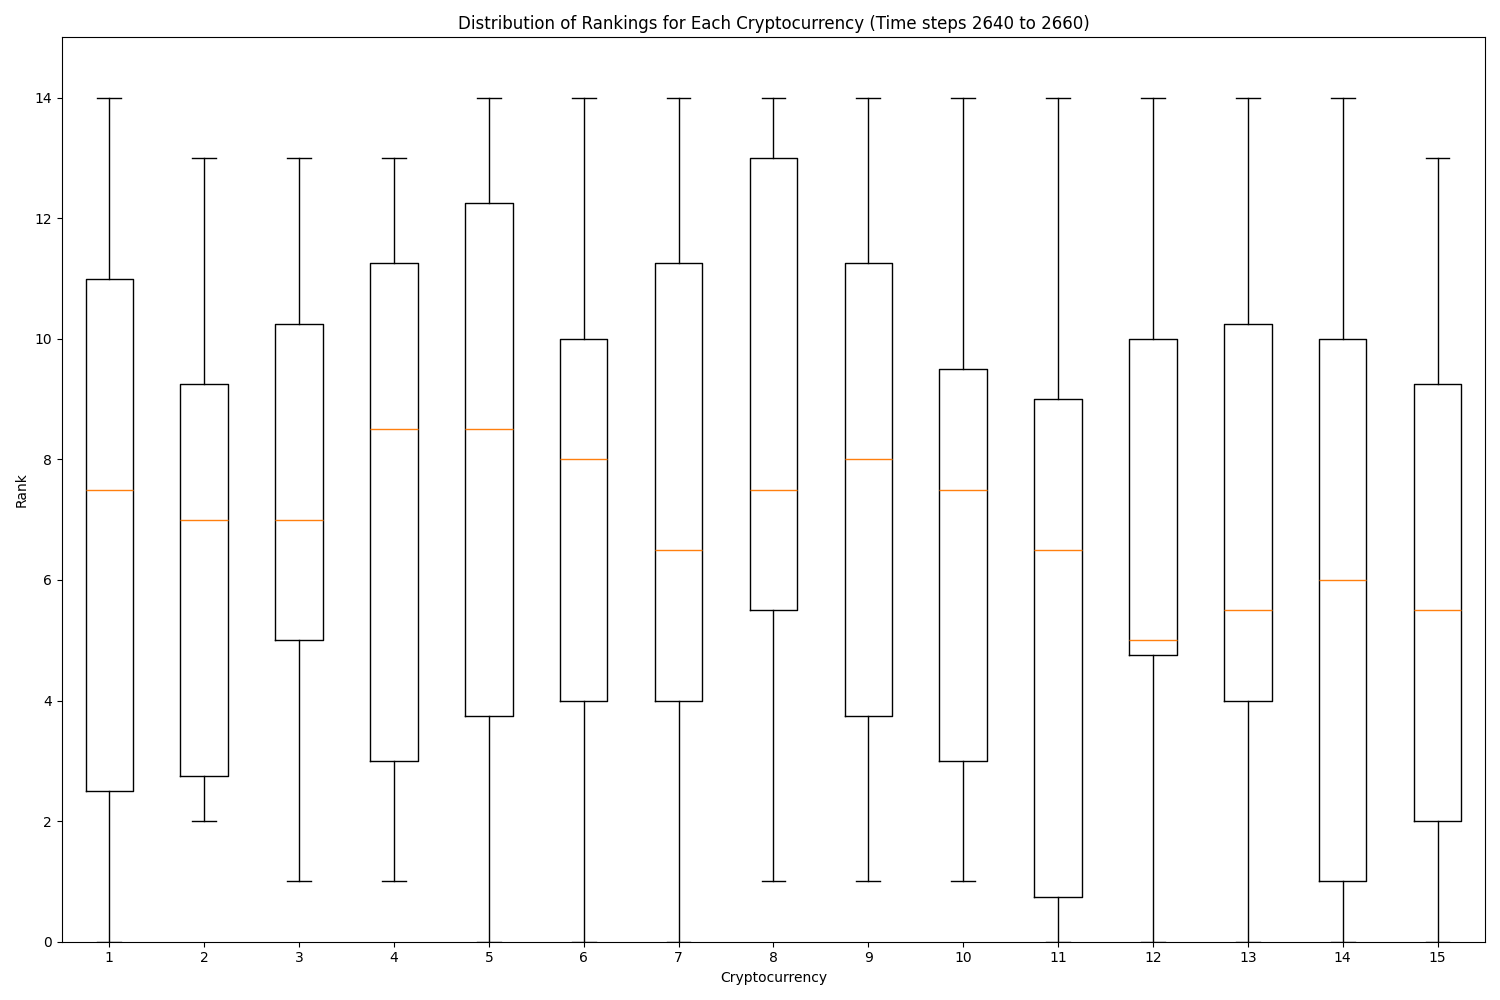 Distribution of Rankings for Each Cryptocurrency (Time steps 2640 to 2660)
14
12
10
8
6
4
2
0
Rank
1 2 3 4 5 6 7 8 9 10 11 12 13 14 15
Cryptocurrency